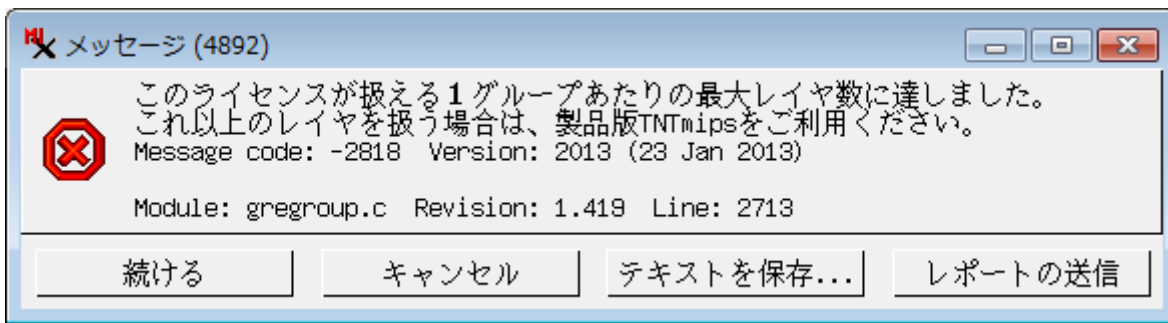 メッセージ (4892)
このライセンスが扱える1グループあたりの最大レイヤ数に達しました。
これ以上のレイヤを扱う場合は、製品版TNTmipsをご利用ください。
Message code: -2818 Version: 2013 (23 Jan 2013)
Module: gregroup.c Revision: 1.419 Line: 2713
続ける キャンセル テキストを保存... レポートの送信